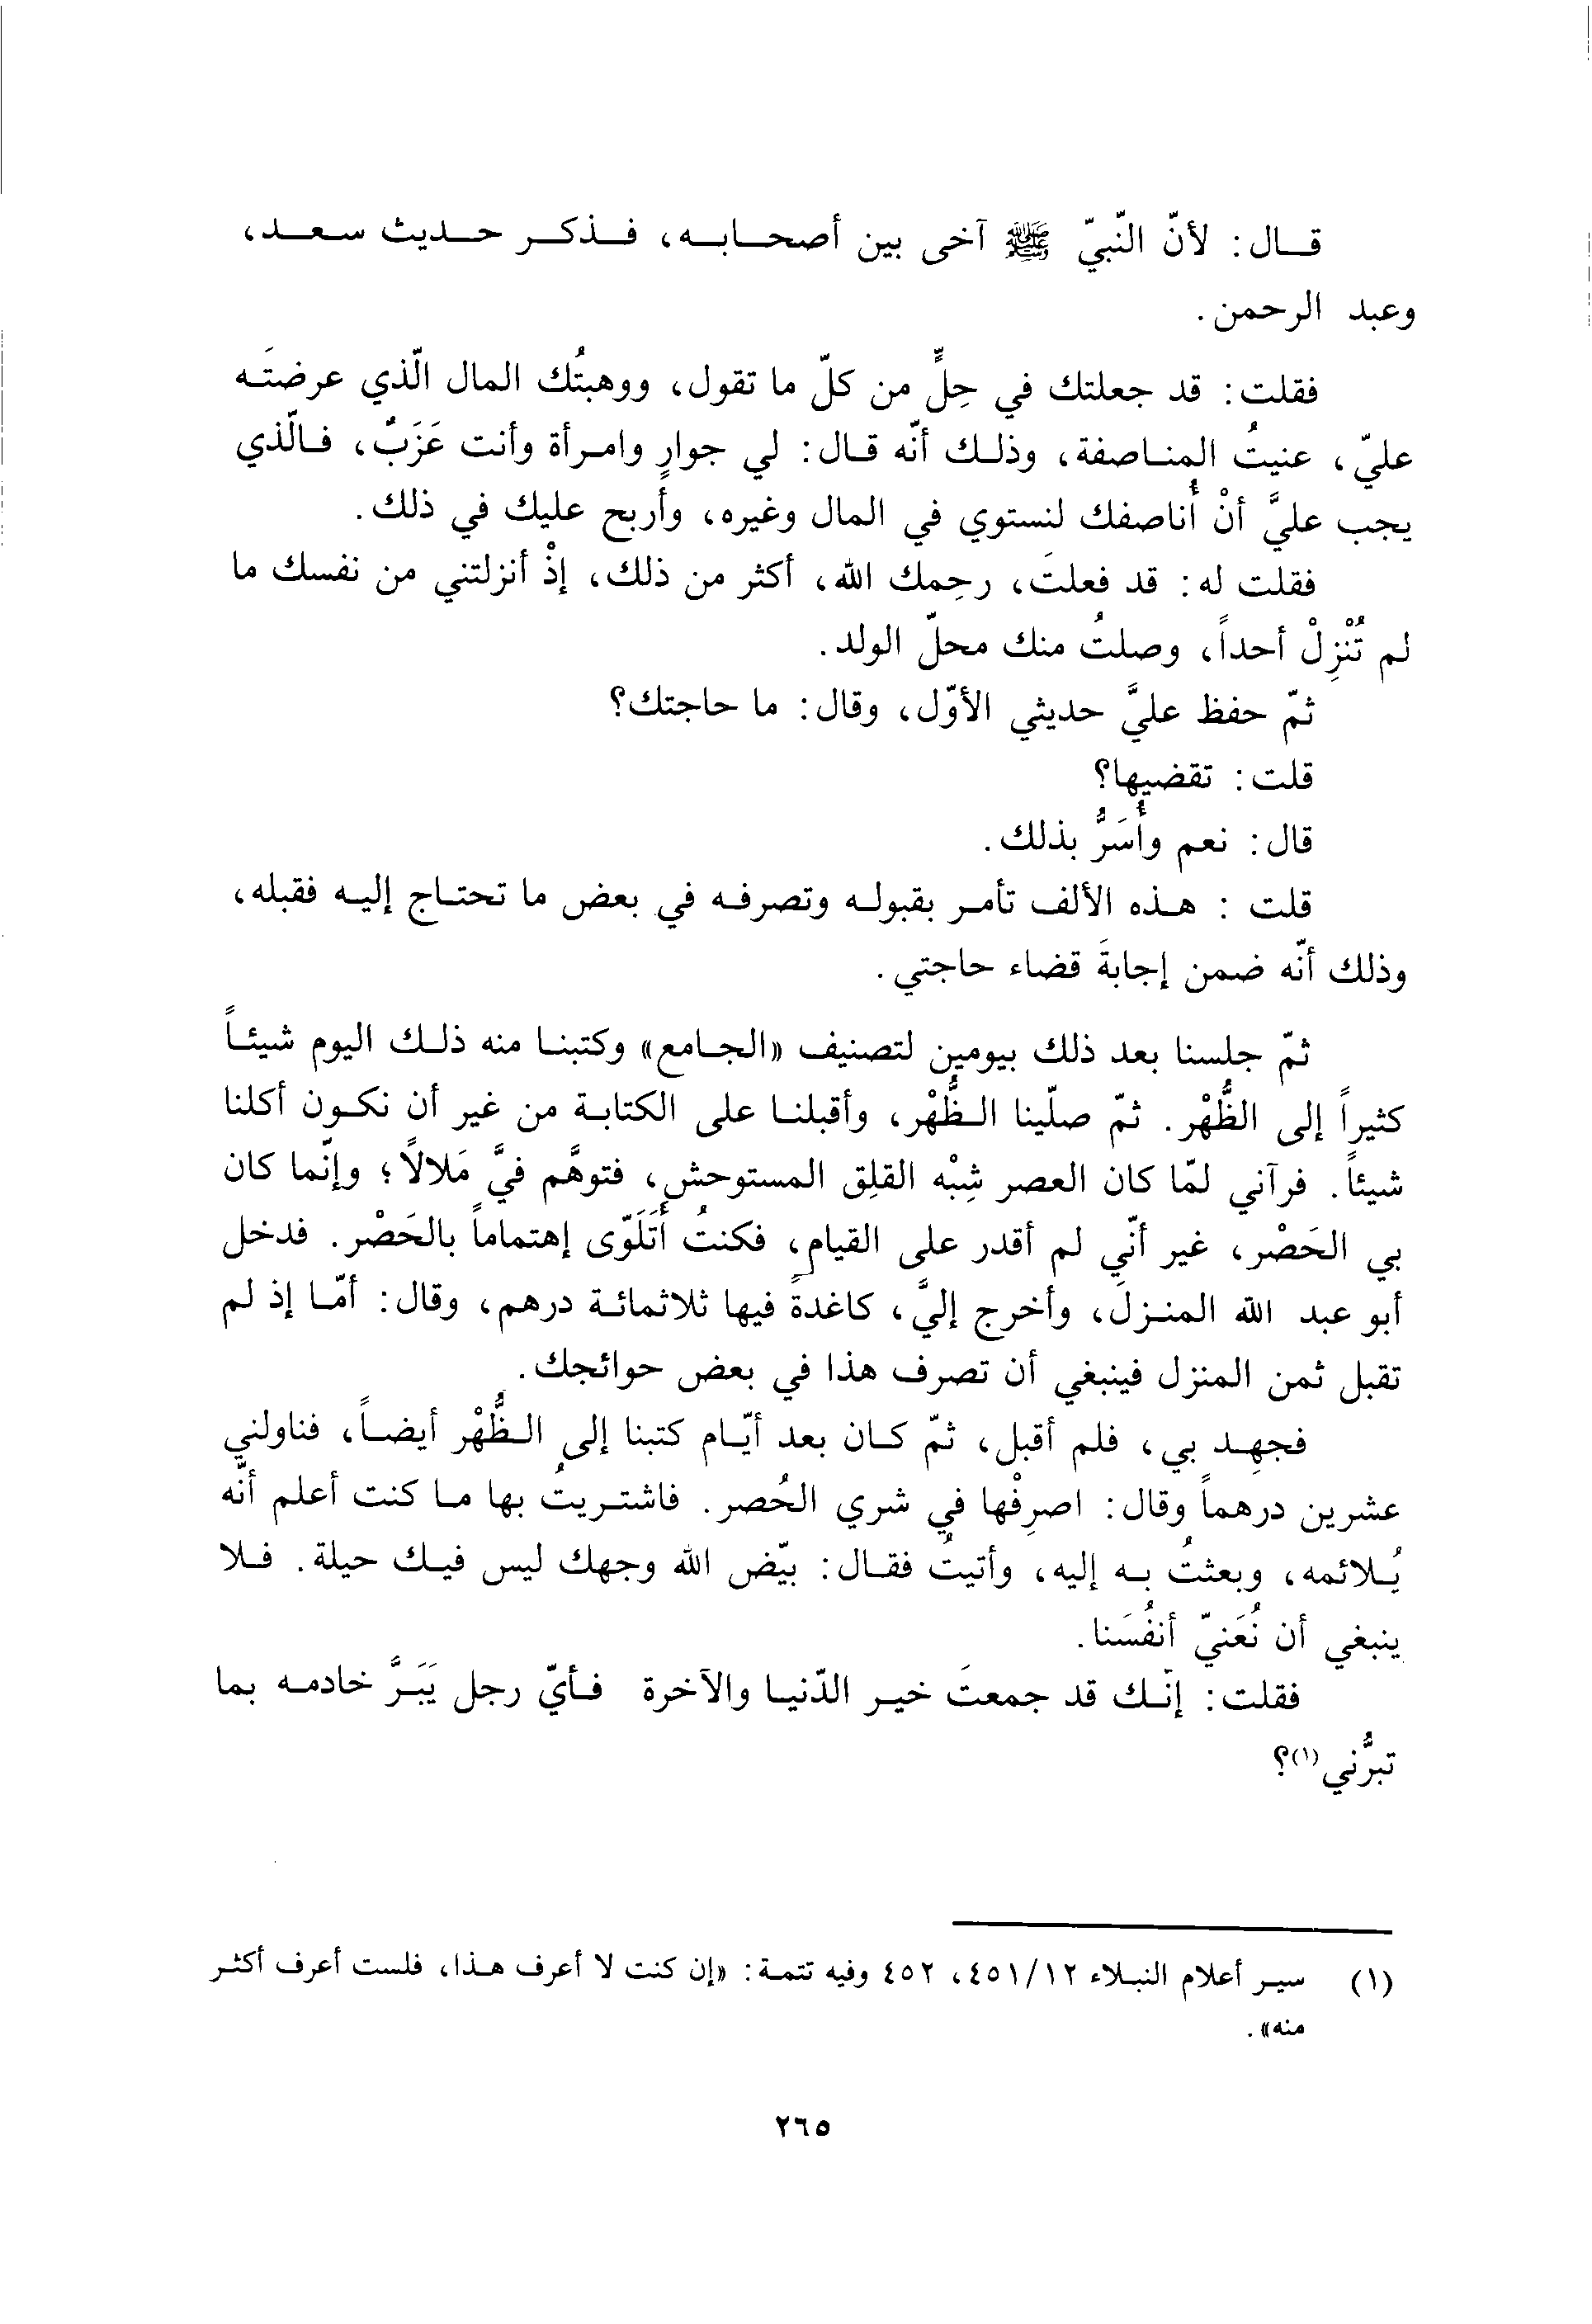 قال: لأنّ النّبيّ ﷺ آخى بين أصحابه، فذكر حديث سعد،
وعبد الرحمن.
فقلت: قد جعلتك في حِلٍّ من كلّ ما تقول، ووهبتُك المال الّذي عرضتَه
عليّ، عنيتُ المناصفة، وذلك أنّه قال: لي جوارٍ وامرأة وأنت عَزَبٌ، فالّذي
يجب عليَّ أنْ أُناصفك لنستوي في المال وغيره، وأربح عليك في ذلك.
فقلت له: قد فعلتَ، رحِمك الله، أكثر من ذلك، إذْ أنزلتني من نفسك ما
لم تُنْزِلْ أحداً، وصلتُ منك محلّ الولد.
ثمّ حفظ عليَّ حديثي الأوّل، وقال: ما حاجتك؟
قلت: تقضيها؟
قال: نعم وأُسَرُّ بذلك.
قلت : هذه الألف تأمر بقبوله وتصرفه في بعض ما تحتاج إليه فقبله،
وذلك أنّه ضمن إجابةَ قضاء حاجتي.
ثمّ جلسنا بعد ذلك بيومين لتصنيف «الجامع» وكتبنا منه ذلك اليوم شيئاً
كثيراً إلى الظُّهْر. ثمّ صلّينا الظُّهْر، وأقبلنا على الكتابة من غير أن نكون أكلنا
شيئاً. فرآني لمّا كان العصر شِبْه القلِق المستوحش، فتوهَّم فيَّ مَلالاً؛ وإنّما كان
بي الحَصْر، غير أنّي لم أقدر على القيام، فكنتُ أَتَلَوّى إهتماماً بالحَصْر. فدخل
أبو عبد الله المنزلَ، وأخرج إليَّ، كاغدةً فيها ثلاثمائة درهم، وقال: أمّا إذ لم
تقبل ثمن المنزل فينبغي أن تصرف هذا في بعض حوائجك.
فجهِد بي، فلم أقبل، ثمّ كان بعد أيّام كتبنا إلى الظُّهْر أيضاً، فناولني
عشرين درهماً وقال: اصرِفْها في شري الحُصر. فاشتريتُ بها ما كنت أعلم أنّه
يُلائمه، وبعثتُ به إليه، وأتيتُ فقال: بيّض الله وجهك ليس فيك حيلة. فلا
ينبغي أن نُعَنيّ أنفُسَنا.
فقلت: إنّك قد جمعتَ خير الدّنيا والآخرة فأيّ رجل يَبَرَّ خادمه بما
تبرُّني(١)؟
(١) سير أعلام النبلاء ٤٥١/١٢، ٤٥٢ وفيه تتمة: «إن كنت لا أعرف هذا، فلست أعرف أكثر
منه».
٢٦٥